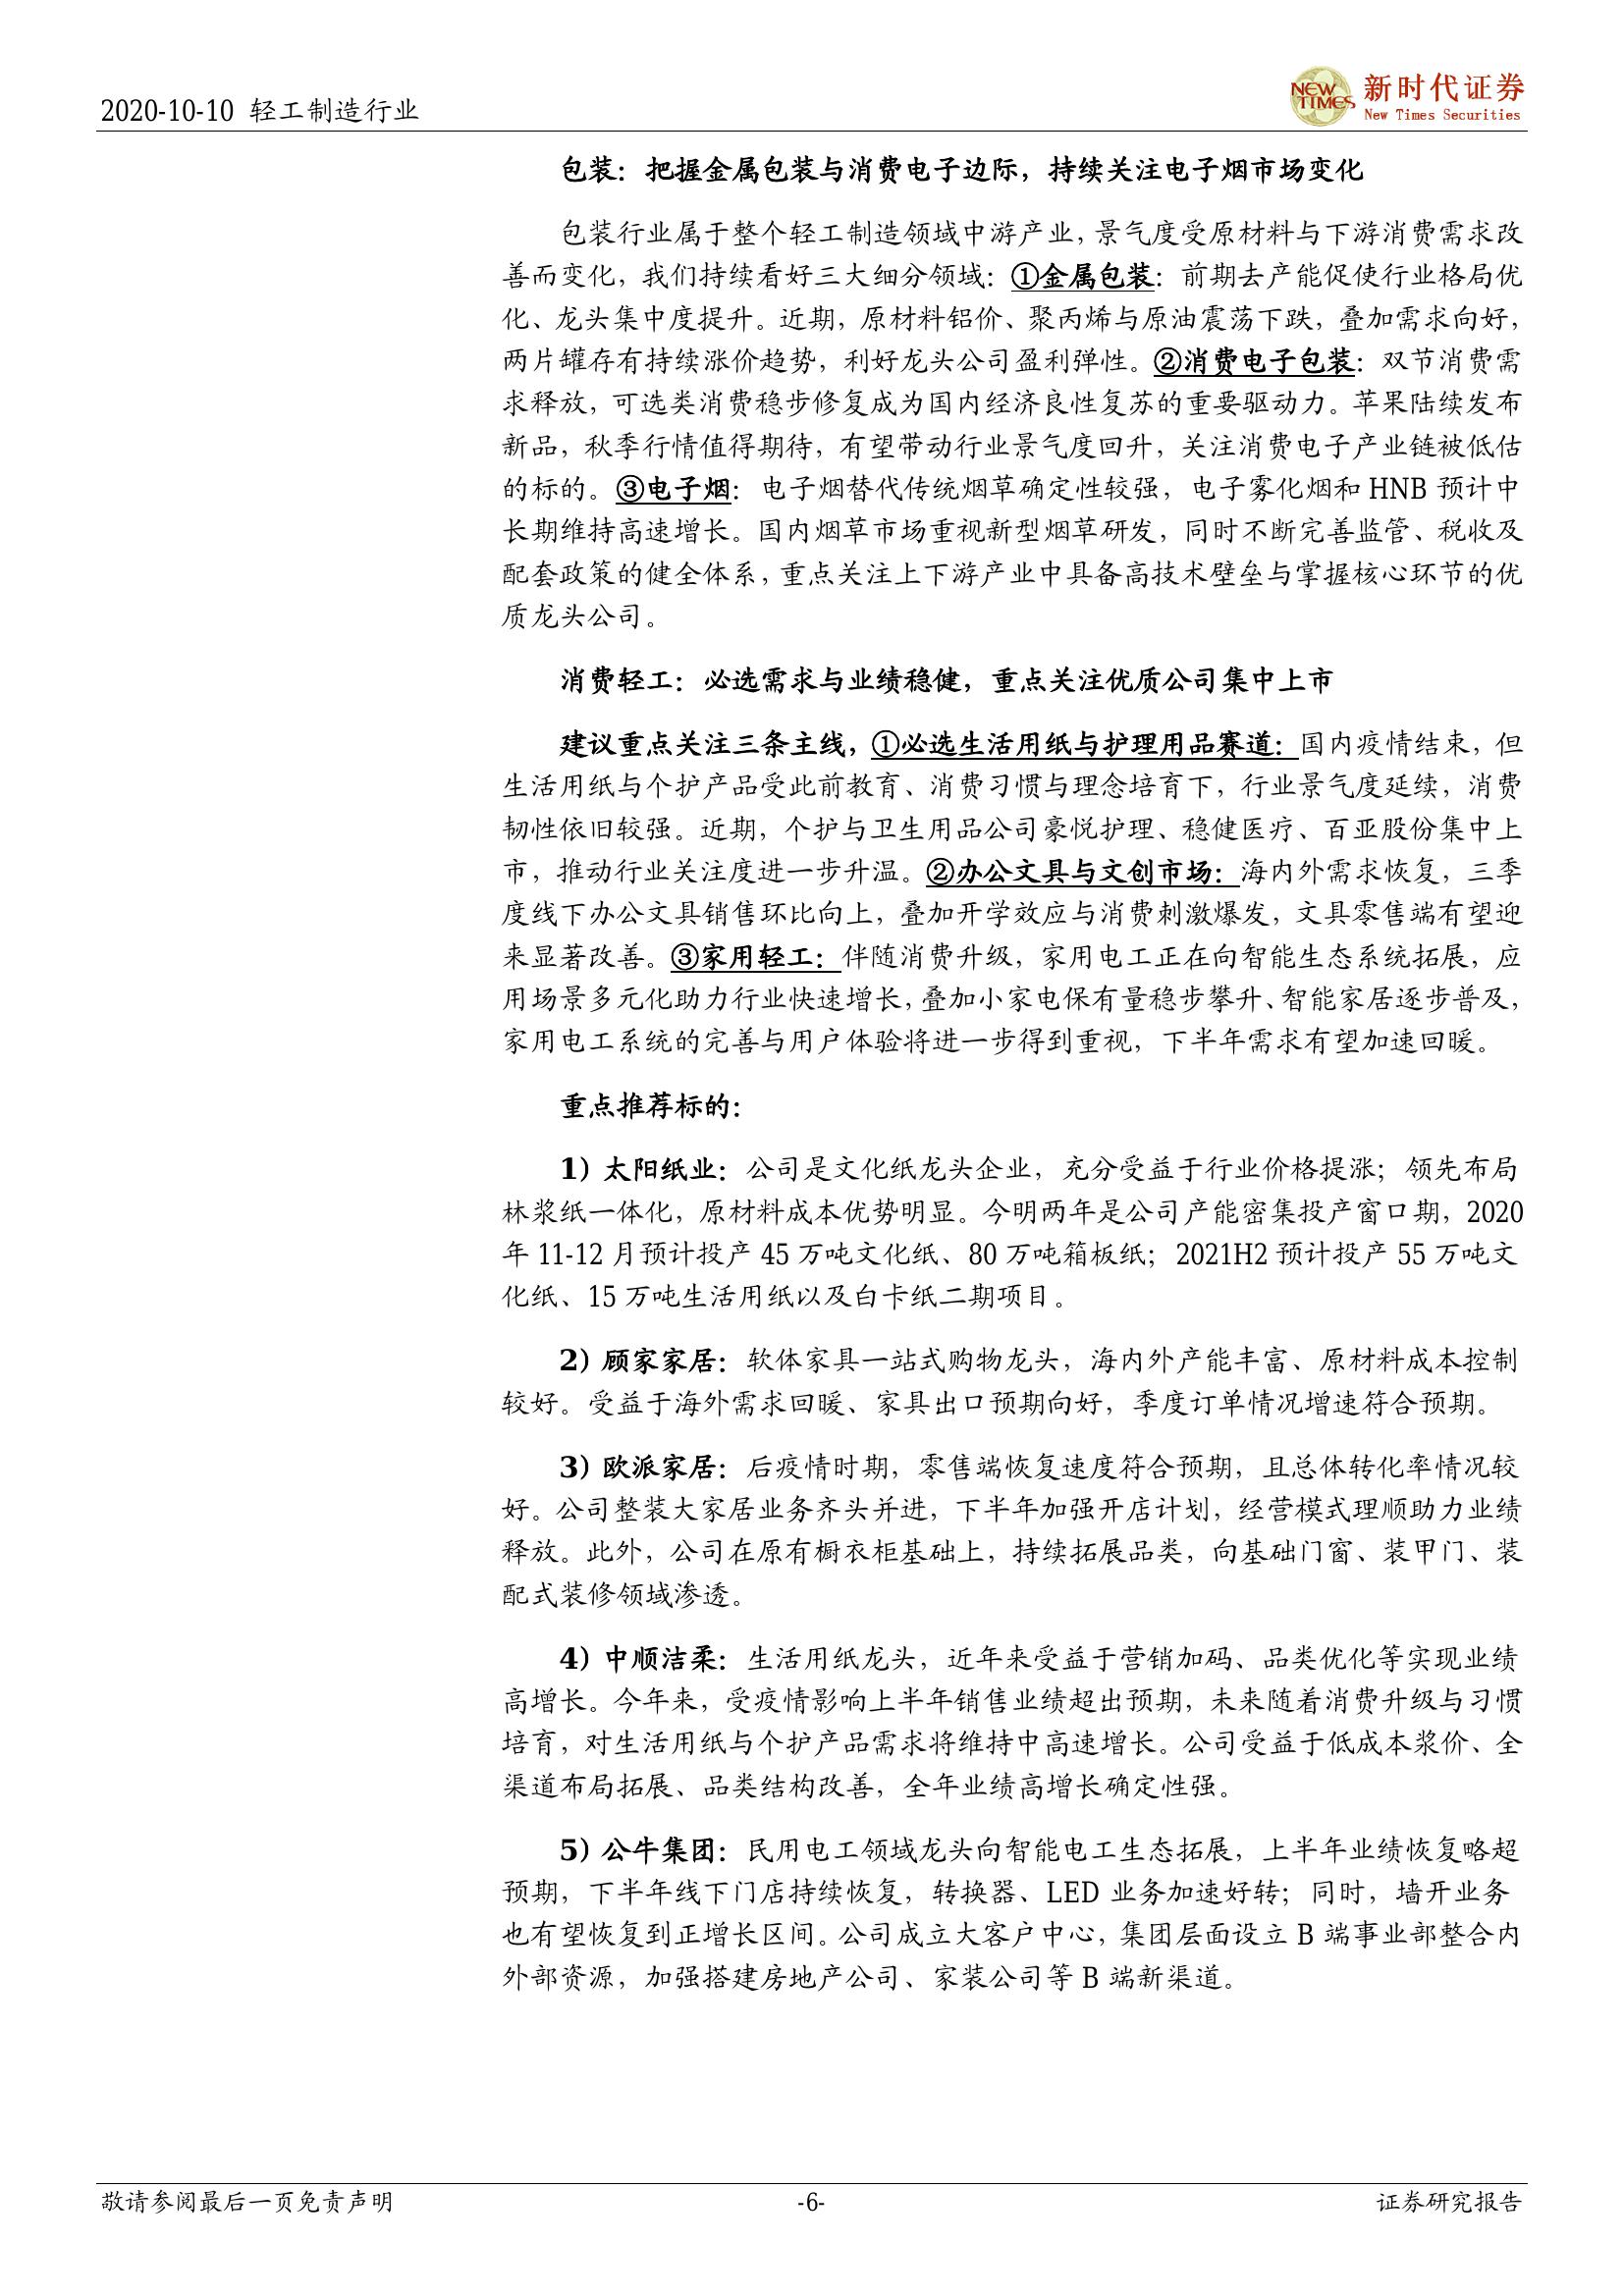 2020-10-10 轻工制造行业
NEW TIMES
新时代证券
New Times Securities
包装：把握金属包装与消费电子边际，持续关注电子烟市场变化
包装行业属于整个轻工制造领域中游产业，景气度受原材料与下游消费需求改
善而变化，我们持续看好三大细分领域：①金属包装：前期去产能促使行业格局优
化、龙头集中度提升。近期，原材料铝价、聚丙烯与原油震荡下跌，叠加需求向好，
两片罐存有持续涨价趋势，利好龙头公司盈利弹性。②消费电子包装：双节消费需
求释放，可选类消费稳步修复成为国内经济良性复苏的重要驱动力。苹果陆续发布
新品，秋季行情值得期待，有望带动行业景气度回升，关注消费电子产业链被低估
的标的。③电子烟：电子烟替代传统烟草确定性较强，电子雾化烟和 HNB 预计中
长期维持高速增长。国内烟草市场重视新型烟草研发，同时不断完善监管、税收及
配套政策的健全体系，重点关注上下游产业中具备高技术壁垒与掌握核心环节的优
质龙头公司。
消费轻工：必选需求与业绩稳健，重点关注优质公司集中上市
建议重点关注三条主线，①必选生活用纸与护理用品赛道：国内疫情结束，但
生活用纸与个护产品受此前教育、消费习惯与理念培育下，行业景气度延续，消费
韧性依旧较强。近期，个护与卫生用品公司豪悦护理、稳健医疗、百亚股份集中上
市，推动行业关注度进一步升温。②办公文具与文创市场：海内外需求恢复，三季
度线下办公文具销售环比向上，叠加开学效应与消费刺激爆发，文具零售端有望迎
来显著改善。③家用轻工：伴随消费升级，家用电工正在向智能生态系统拓展，应
用场景多元化助力行业快速增长，叠加小家电保有量稳步攀升、智能家居逐步普及，
家用电工系统的完善与用户体验将进一步得到重视，下半年需求有望加速回暖。
重点推荐标的：
1）太阳纸业：公司是文化纸龙头企业，充分受益于行业价格提涨；领先布局
林浆纸一体化，原材料成本优势明显。今明两年是公司产能密集投产窗口期，2020
年 11-12 月预计投产 45 万吨文化纸、80 万吨箱板纸；2021H2 预计投产 55 万吨文
化纸、15 万吨生活用纸以及白卡纸二期项目。
2）顾家家居：软体家具一站式购物龙头，海内外产能丰富、原材料成本控制
较好。受益于海外需求回暖、家具出口预期向好，季度订单情况增速符合预期。
3）欧派家居：后疫情时期，零售端恢复速度符合预期，且总体转化率情况较
好。公司整装大家居业务齐头并进，下半年加强开店计划，经营模式理顺助力业绩
释放。此外，公司在原有橱衣柜基础上，持续拓展品类，向基础门窗、装甲门、装
配式装修领域渗透。
4）中顺洁柔：生活用纸龙头，近年来受益于营销加码、品类优化等实现业绩
高增长。今年来，受疫情影响上半年销售业绩超出预期，未来随着消费升级与习惯
培育，对生活用纸与个护产品需求将维持中高速增长。公司受益于低成本浆价、全
渠道布局拓展、品类结构改善，全年业绩高增长确定性强。
5）公牛集团：民用电工领域龙头向智能电工生态拓展，上半年业绩恢复略超
预期，下半年线下门店持续恢复，转换器、LED 业务加速好转；同时，墙开业务
也有望恢复到正增长区间。公司成立大客户中心，集团层面设立 B 端事业部整合内
外部资源，加强搭建房地产公司、家装公司等 B 端新渠道。
敬请参阅最后一页免责声明
-6-
证券研究报告